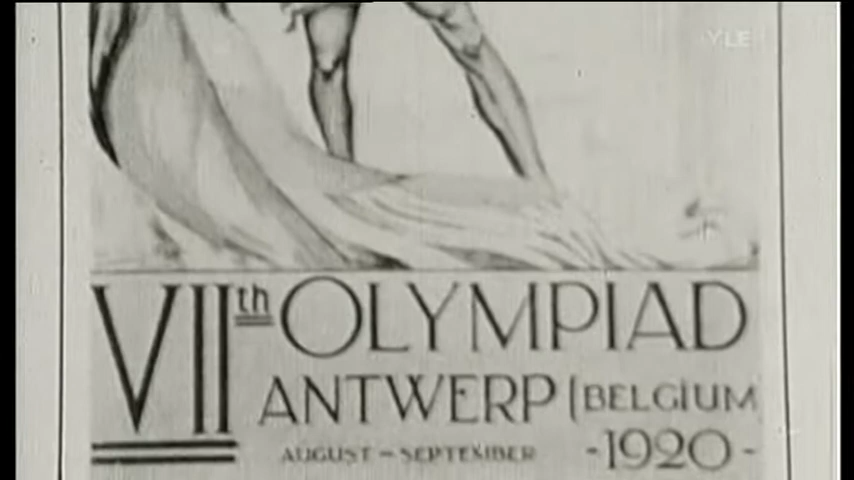 YLE
VIIth OLYMPIAD
ANTWERP (BELGIUM
AUGUST - SEPTEMBER -1920-